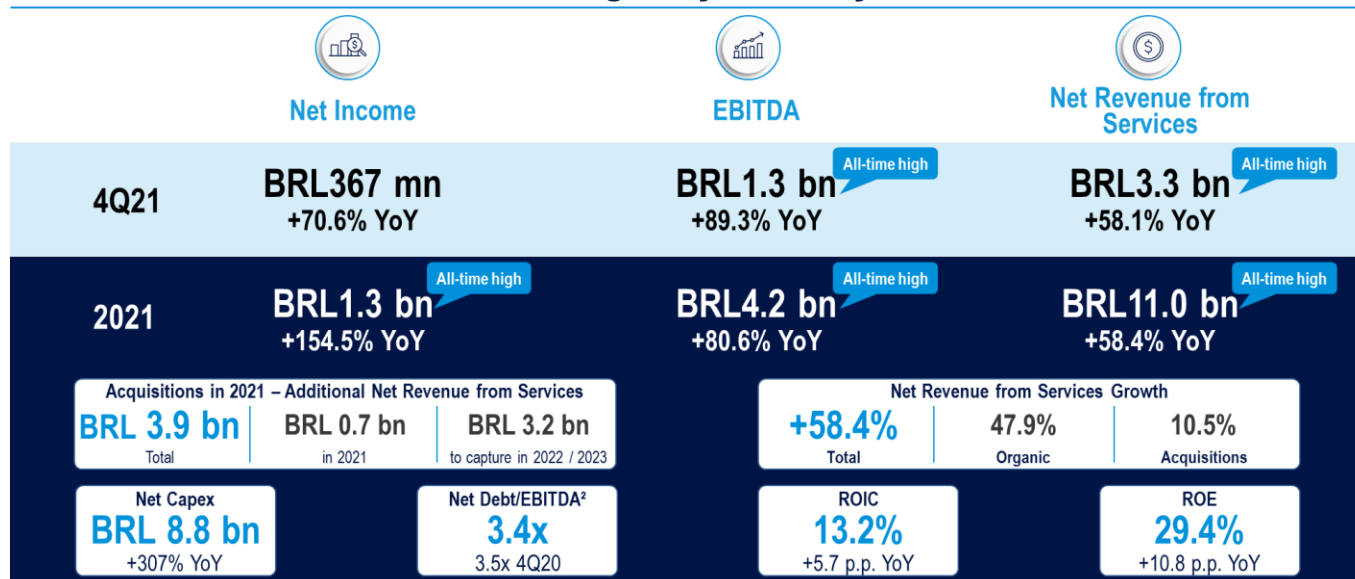 Net Income
EBITDA
Net Revenue from
Services
4Q21
BRL367 mn
+70.6% YoY
All-time high
BRL1.3 bn
+89.3% YoY
All-time high
BRL3.3 bn
+58.1% YoY
2021
All-time high
BRL1.3 bn
+154.5% YoY
All-time high
BRL4.2 bn
+80.6% YoY
All-time high
BRL11.0 bn
+58.4% YoY
Acquisitions in 2021 – Additional Net Revenue from Services
BRL 3.9 bn
Total
BRL 0.7 bn
in 2021
BRL 3.2 bn
to capture in 2022 / 2023
Net Revenue from Services Growth
+58.4%
Total
47.9%
Organic
10.5%
Acquisitions
Net Capex
BRL 8.8 bn
+307% YoY
Net Debt/EBITDA²
3.4x
3.5x 4Q20
ROIC
13.2%
+5.7 p.p. YoY
ROE
29.4%
+10.8 p.p. YoY